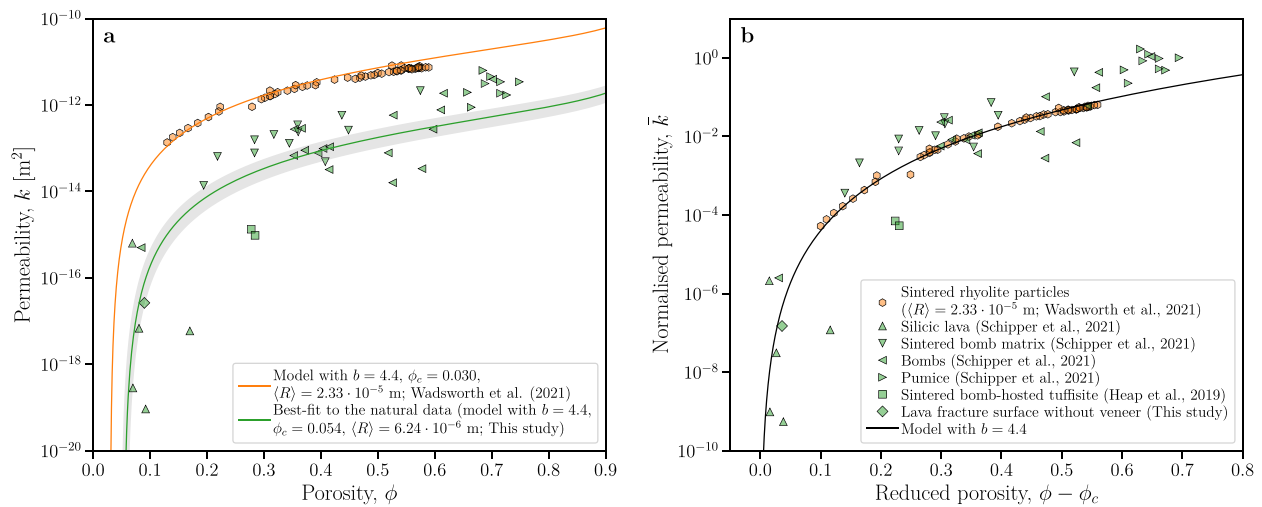 a
10⁻¹⁰
10⁻¹²
10⁻¹⁴
10⁻¹⁶
10⁻¹⁸
10⁻²⁰
Permeability, k [m²]
0.0 0.1 0.2 0.3 0.4 0.5 0.6 0.7 0.8 0.9
Porosity, ϕ
Model with b = 4.4, ϕ_c = 0.030,
⟨R⟩ = 2.33 · 10⁻⁵ m; Wadsworth et al. (2021)
Best-fit to the natural data (model with b = 4.4,
ϕ_c = 0.054, ⟨R⟩ = 6.24 · 10⁻⁶ m; This study)
b
10⁰
10⁻²
10⁻⁴
10⁻⁶
10⁻⁸
10⁻¹⁰
Normalised permeability, k̄
0.0 0.1 0.2 0.3 0.4 0.5 0.6 0.7 0.8
Reduced porosity, ϕ − ϕ_c
Sintered rhyolite particles
(⟨R⟩ = 2.33 · 10⁻⁵ m; Wadsworth et al., 2021)
Silicic lava (Schipper et al., 2021)
Sintered bomb matrix (Schipper et al., 2021)
Bombs (Schipper et al., 2021)
Pumice (Schipper et al., 2021)
Sintered bomb-hosted tuffisite (Heap et al., 2019)
Lava fracture surface without veneer (This study)
Model with b = 4.4